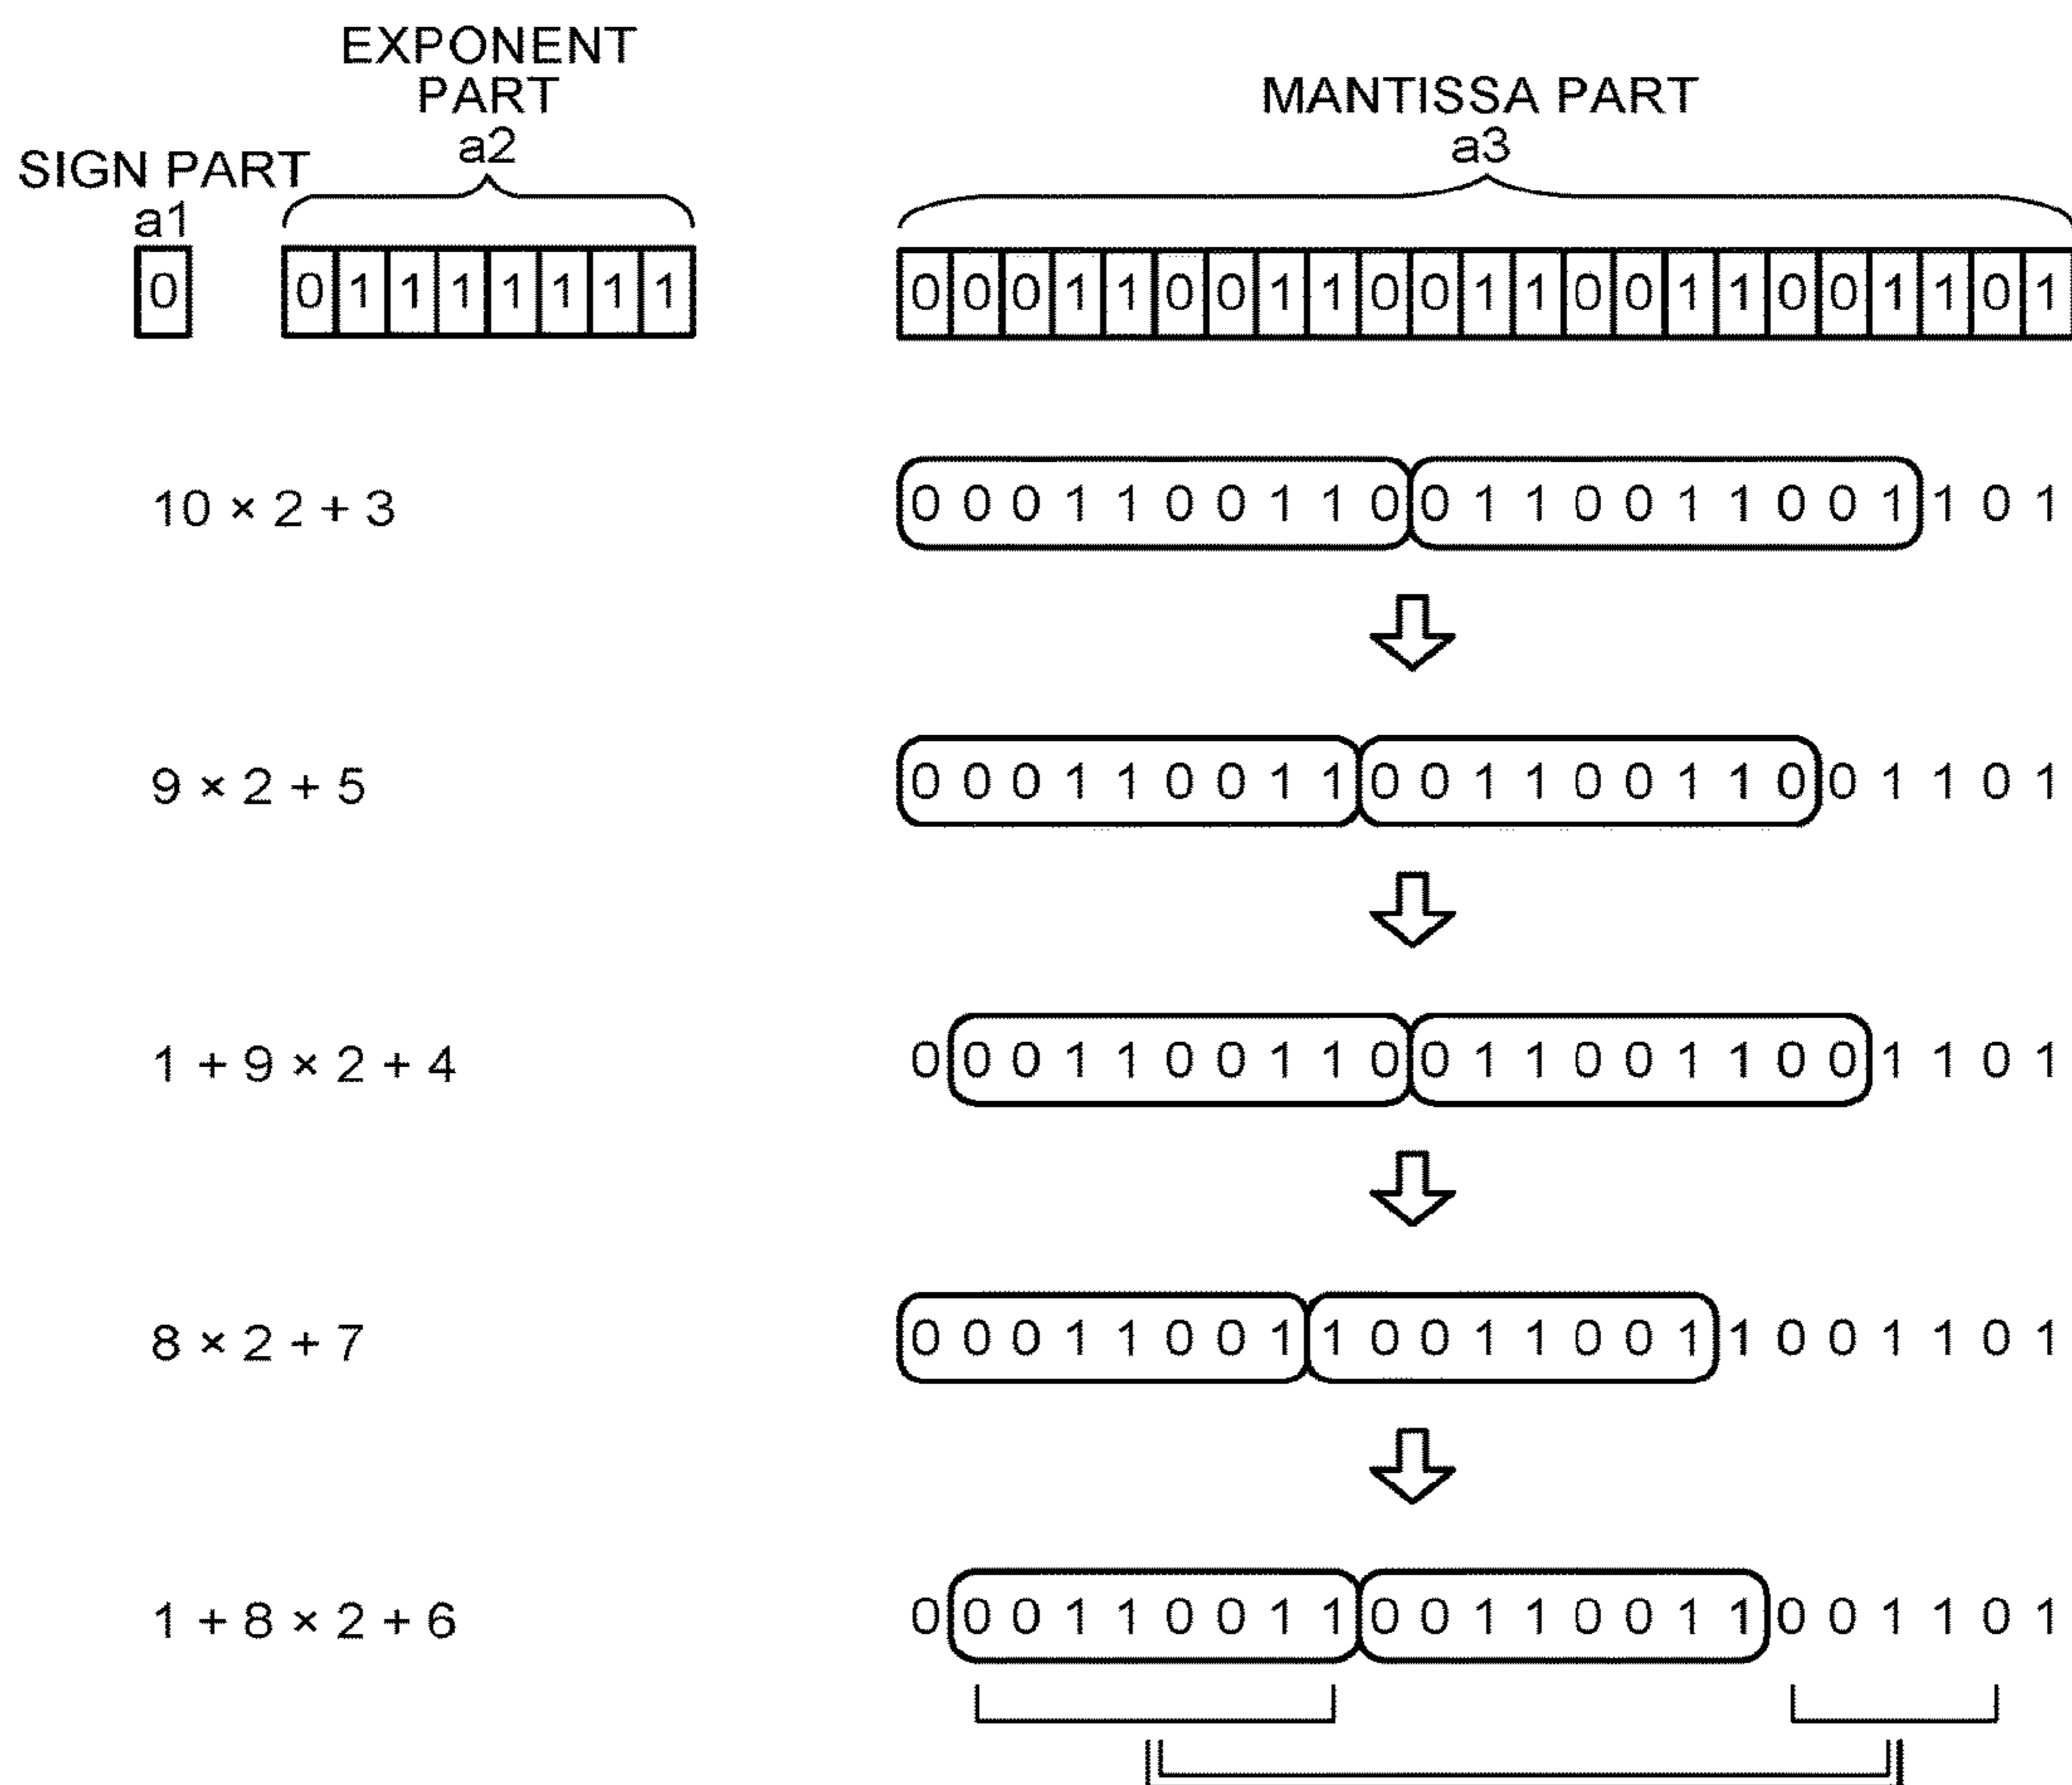 EXPONENT
PART
a2
MANTISSA PART
a3
SIGN PART
a1
0 0 1 1 1 1 1 1 1 0 0 0 1 1 0 0 1 1 0 0 1 1 0 0 1 1 0 0 1 1 0 1
10 × 2 + 3 0 0 0 1 1 0 0 1 1 0 0 1 1 0 0 1 1 0 0 1 1 0 1
9 × 2 + 5 0 0 0 1 1 0 0 1 1 0 0 1 1 0 0 1 1 0 0 1 1 0 1
1 + 9 × 2 + 4 0 0 0 1 1 0 0 1 1 0 0 1 1 0 0 1 1 0 0 1 1 0 1
8 × 2 + 7 0 0 0 1 1 0 0 1 1 0 0 1 1 0 0 1 1 0 0 1 1 0 1
1 + 8 × 2 + 6 0 0 0 1 1 0 0 1 1 0 0 1 1 0 0 1 1 0 0 1 1 0 1